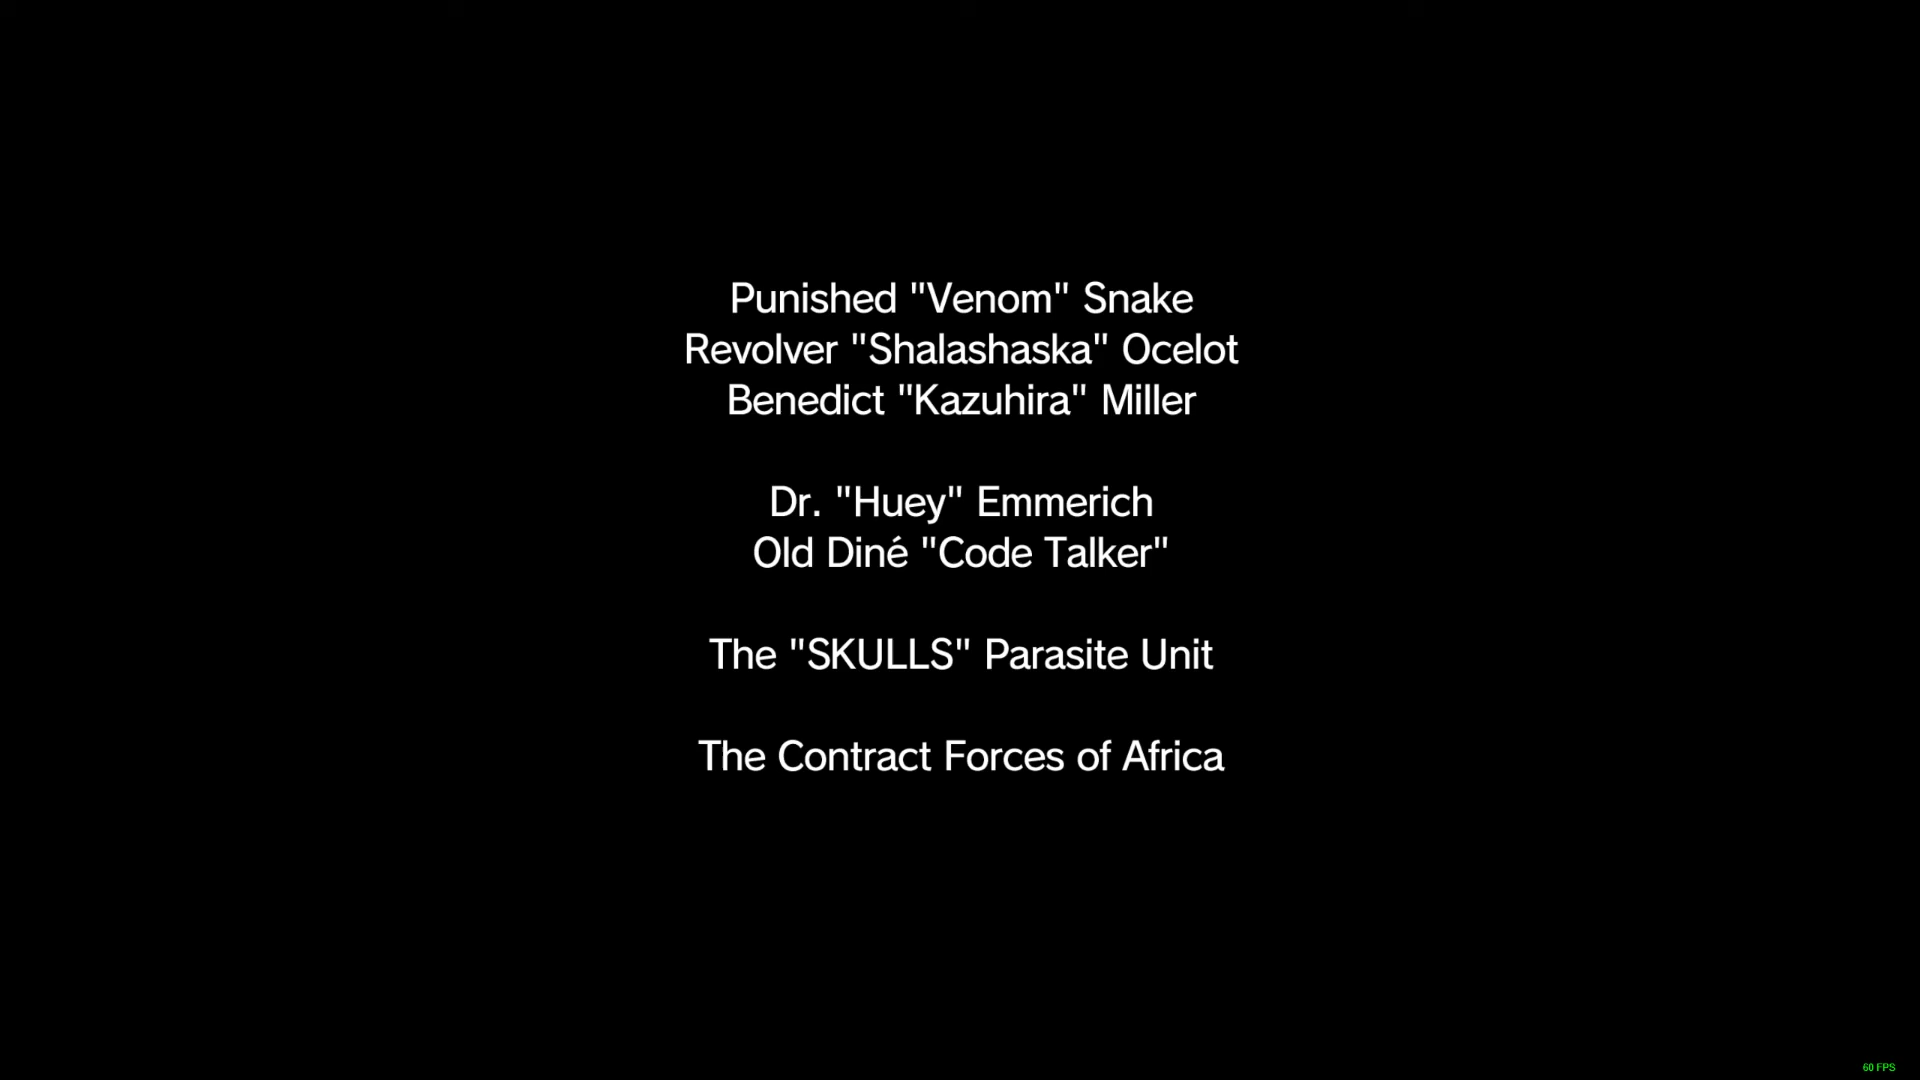 Punished "Venom" Snake
Revolver "Shalashaska" Ocelot
Benedict "Kazuhira" Miller
Dr. "Huey" Emmerich
Old Diné "Code Talker"
The "SKULLS" Parasite Unit
The Contract Forces of Africa
60 FPS